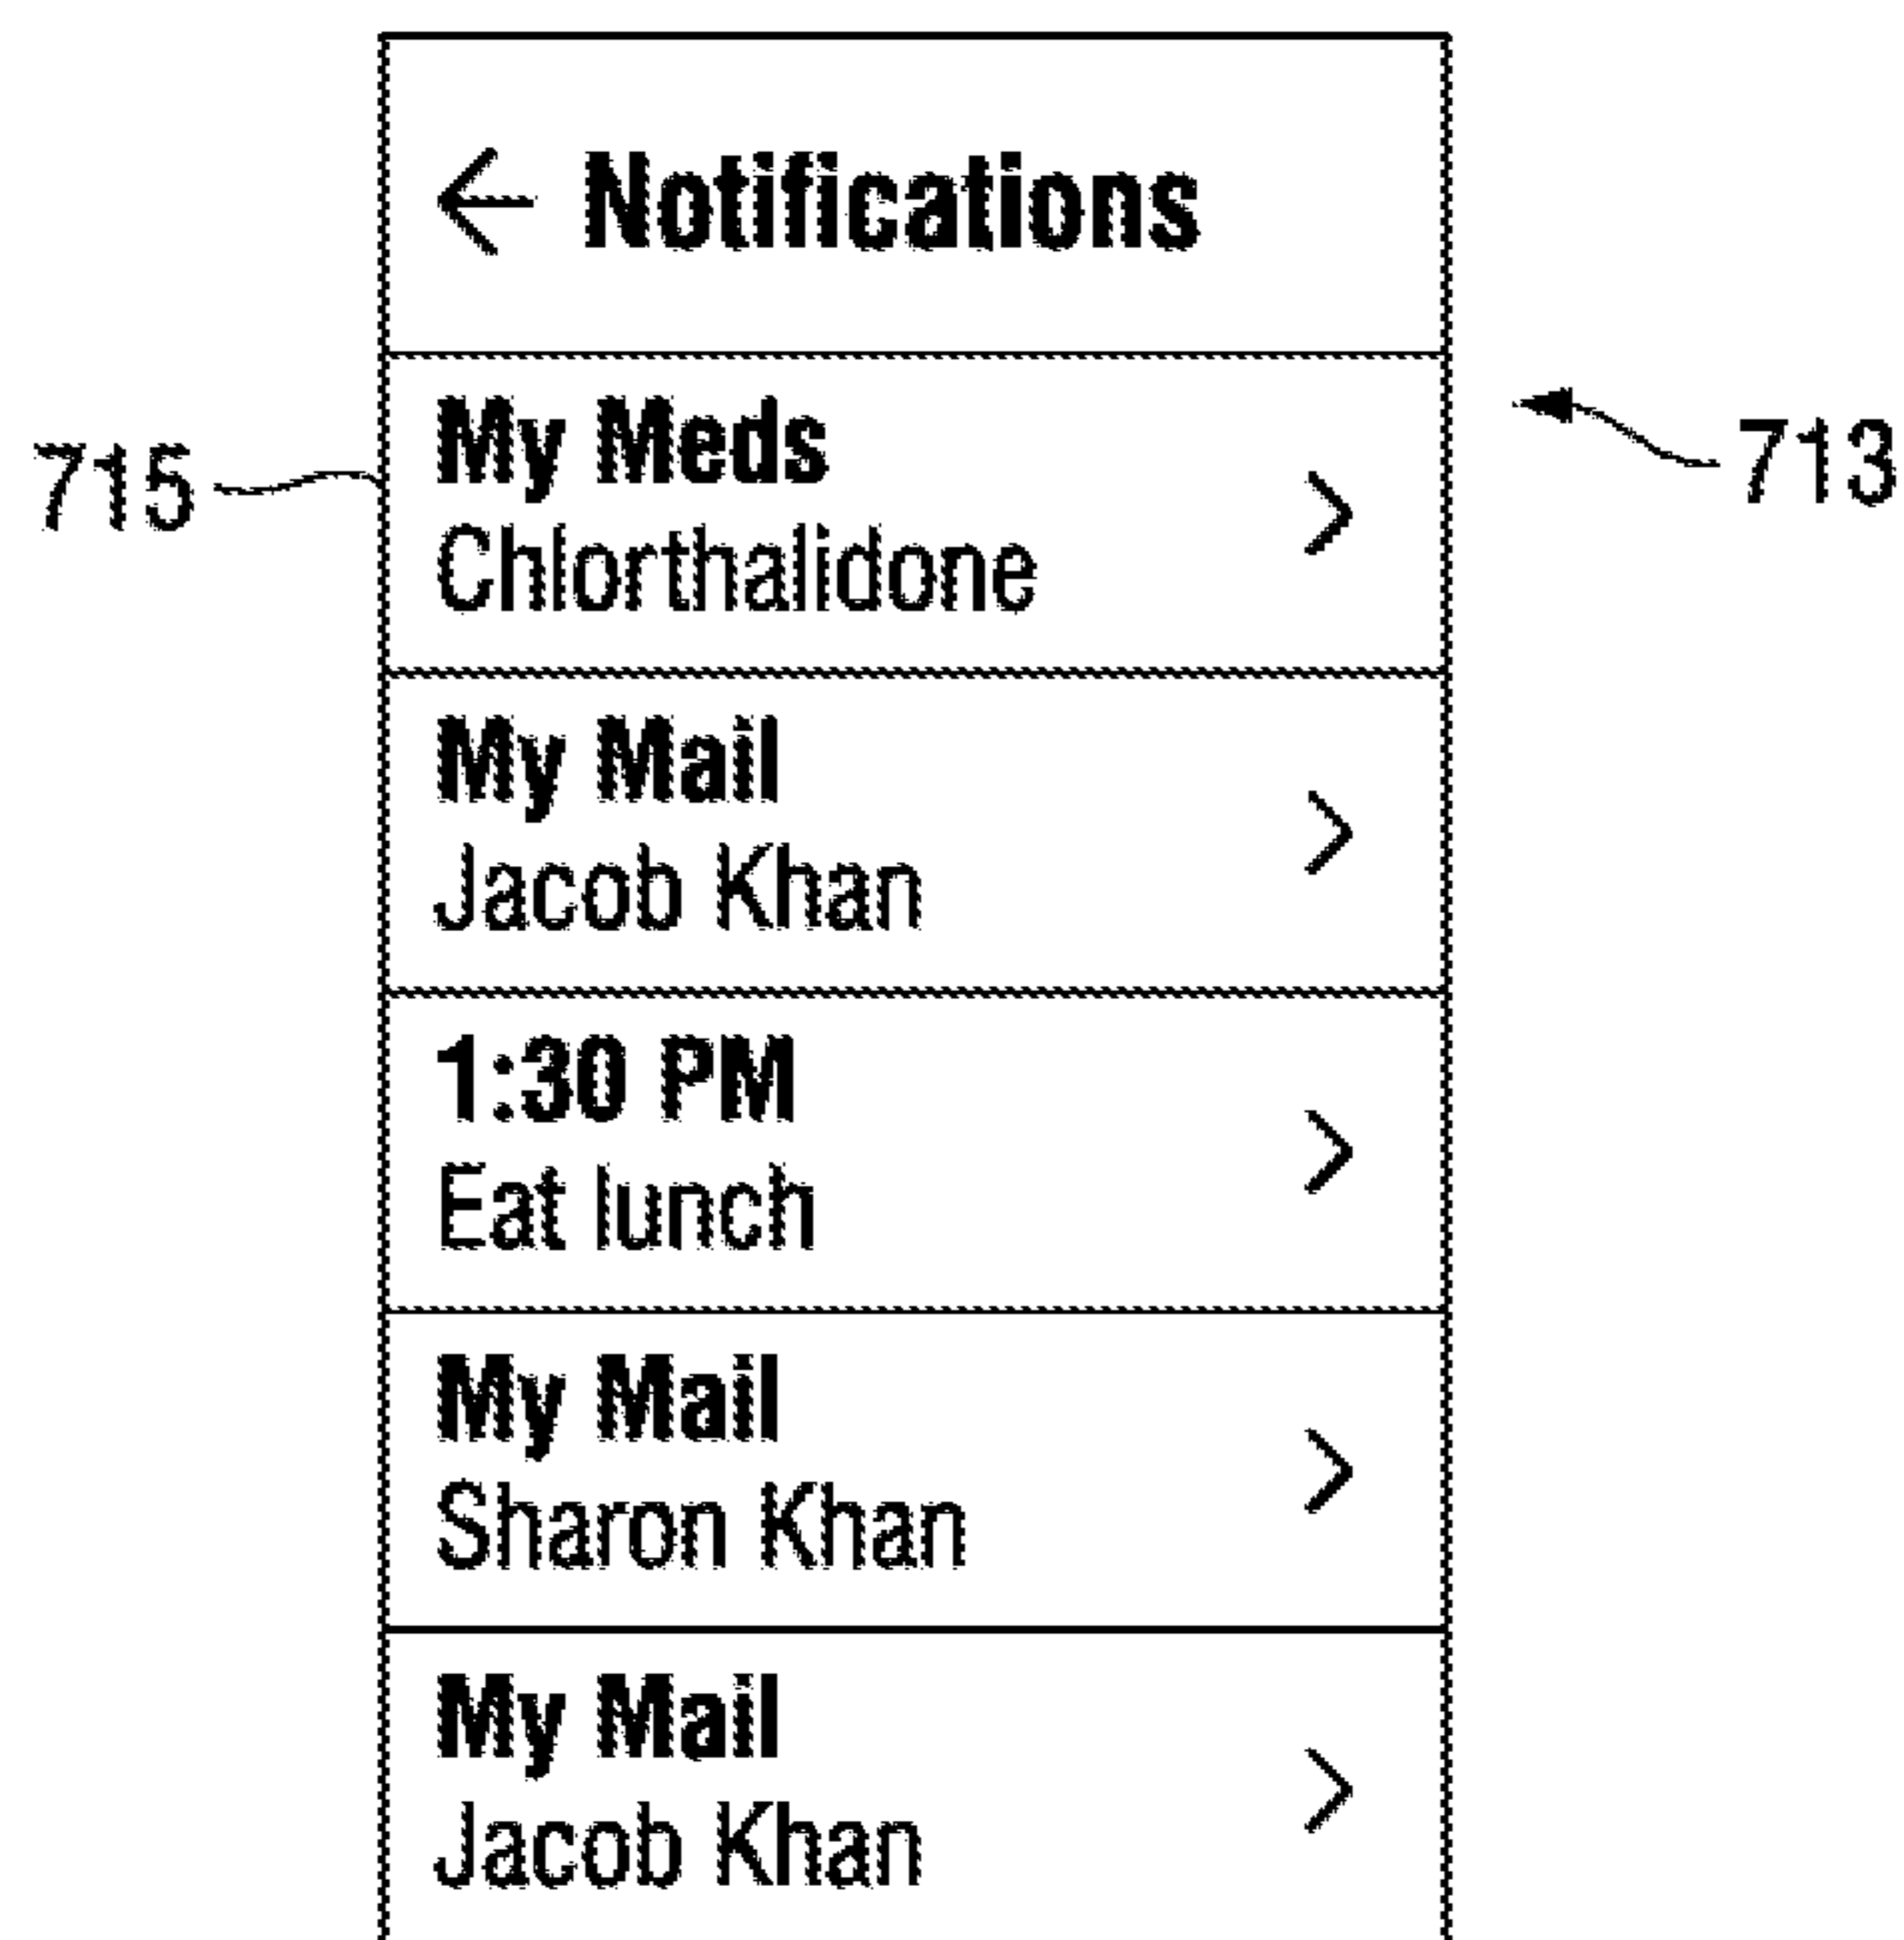 ← Notifications
My Meds
Chlorthalidone
715
713
My Mail
Jacob Khan
1:30 PM
Eat lunch
My Mail
Sharon Khan
My Mail
Jacob Khan